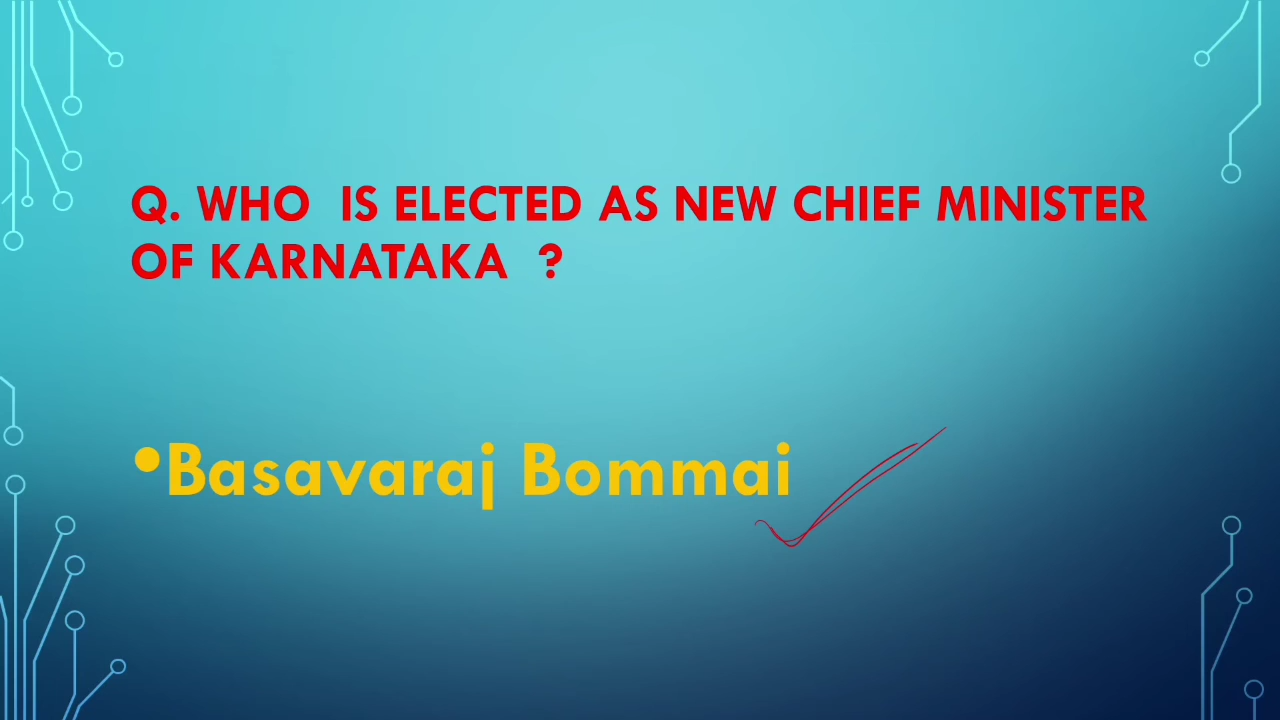 Q. WHO IS ELECTED AS NEW CHIEF MINISTER
OF KARNATAKA ?
•Basavaraj Bommai